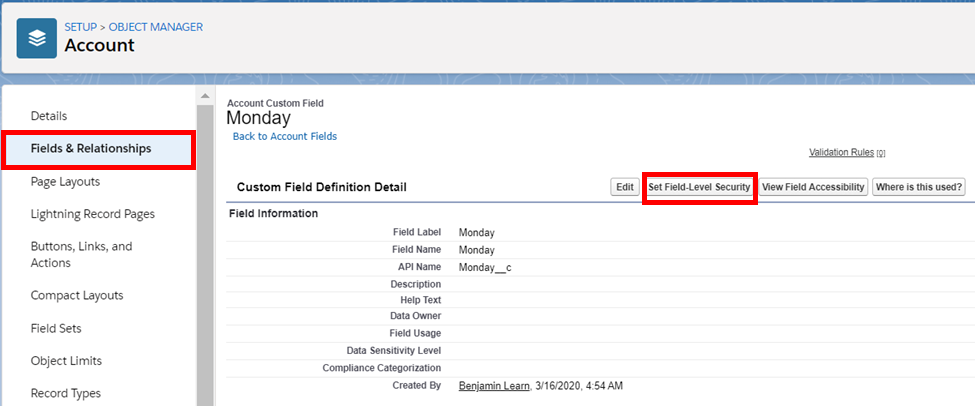 SETUP > OBJECT MANAGER
Account
Details
Fields & Relationships
Page Layouts
Lightning Record Pages
Buttons, Links, and
Actions
Compact Layouts
Field Sets
Object Limits
Record Types
Account Custom Field
Monday
Back to Account Fields
Validation Rules [0]
Custom Field Definition Detail
Edit
Set Field-Level Security
View Field Accessibility
Where is this used?
Field Information
Field Label Monday
Field Name Monday
API Name Monday__c
Description
Help Text
Data Owner
Field Usage
Data Sensitivity Level
Compliance Categorization
Created By Benjamin Learn, 3/16/2020, 4:54 AM